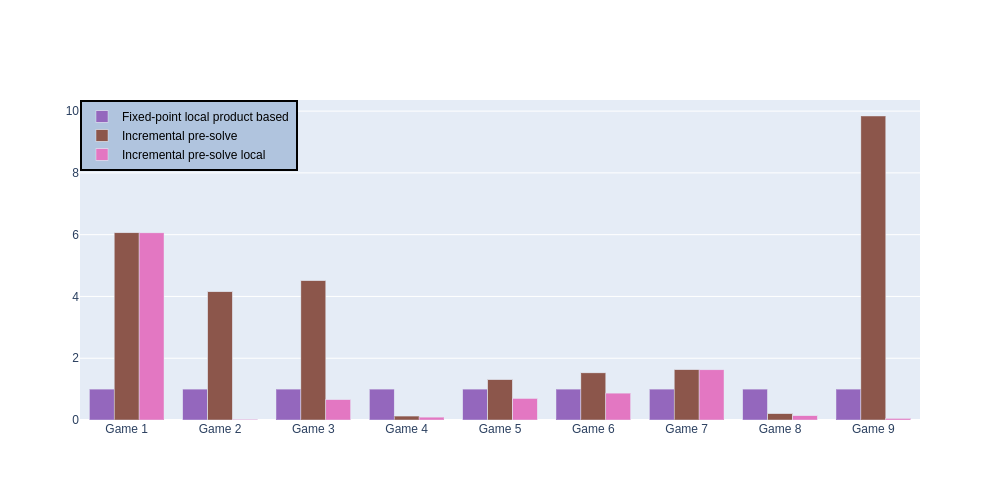 10
8
6
4
2
0
Fixed-point local product based
Incremental pre-solve
Incremental pre-solve local
Game 1 Game 2 Game 3 Game 4 Game 5 Game 6 Game 7 Game 8 Game 9